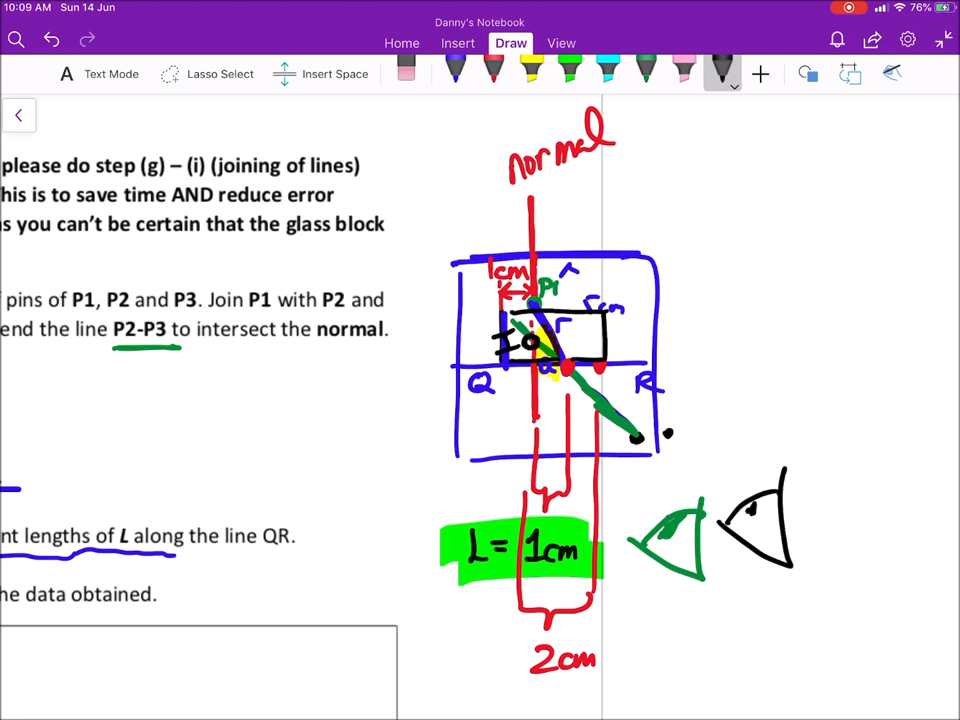 10:09 AM Sun 14 Jun
76%
Danny's Notebook
Home Insert Draw View
Text Mode Lasso Select Insert Space
please do step (g) – (i) (joining of lines)
his is to save time AND reduce error
s you can't be certain that the glass block
pins of P1, P2 and P3. Join P1 with P2 and
end the line P2-P3 to intersect the normal.
nt lengths of L along the line QR.
he data obtained.
normal
1cm
P1
r
I
O
Q
R
L = 1cm
2cm